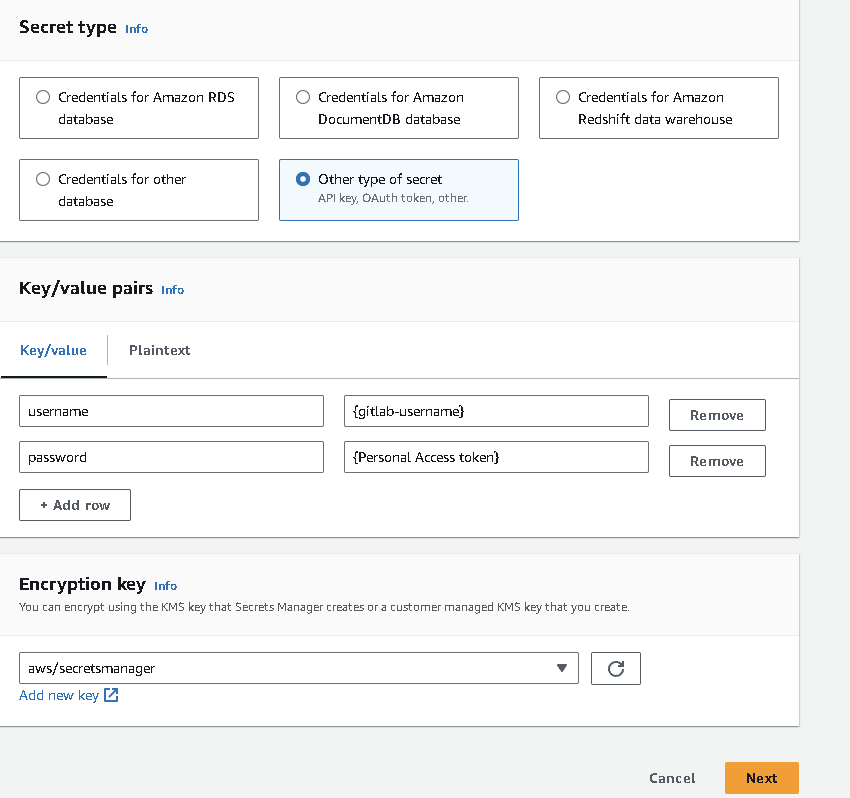 Secret type Info
Credentials for Amazon RDS
database
Credentials for Amazon
DocumentDB database
Credentials for Amazon
Redshift data warehouse
Credentials for other
database
Other type of secret
API key, OAuth token, other.
Key/value pairs Info
Key/value Plaintext
username {gitlab-username} Remove
password {Personal Access token} Remove
+ Add row
Encryption key Info
You can encrypt using the KMS key that Secrets Manager creates or a customer managed KMS key that you create.
aws/secretsmanager
Add new key
Cancel Next